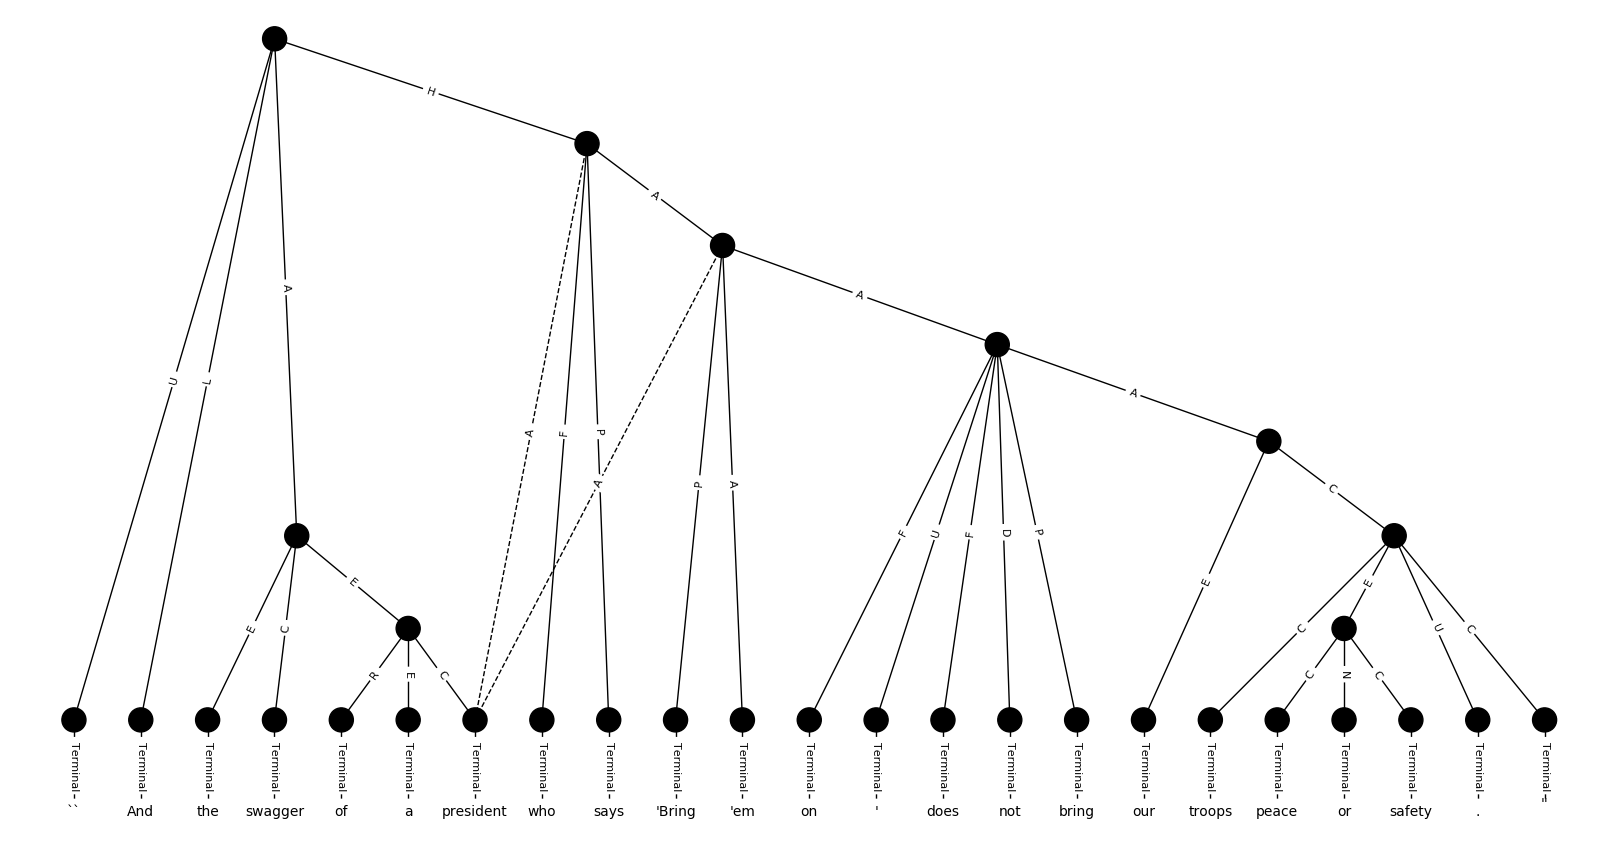 H
A
A
A
A
U
L
A
A
F
P
A
P
A
F
U
F
D
P
E
C
E
C
E
R
E
C
C
E
C
N
C
U
C
Terminal Terminal Terminal Terminal Terminal Terminal Terminal Terminal Terminal Terminal Terminal Terminal Terminal Terminal Terminal Terminal Terminal Terminal Terminal Terminal Terminal Terminal Terminal
`` And the swagger of a president who says 'Bring 'em on ' does not bring our troops peace or safety . "